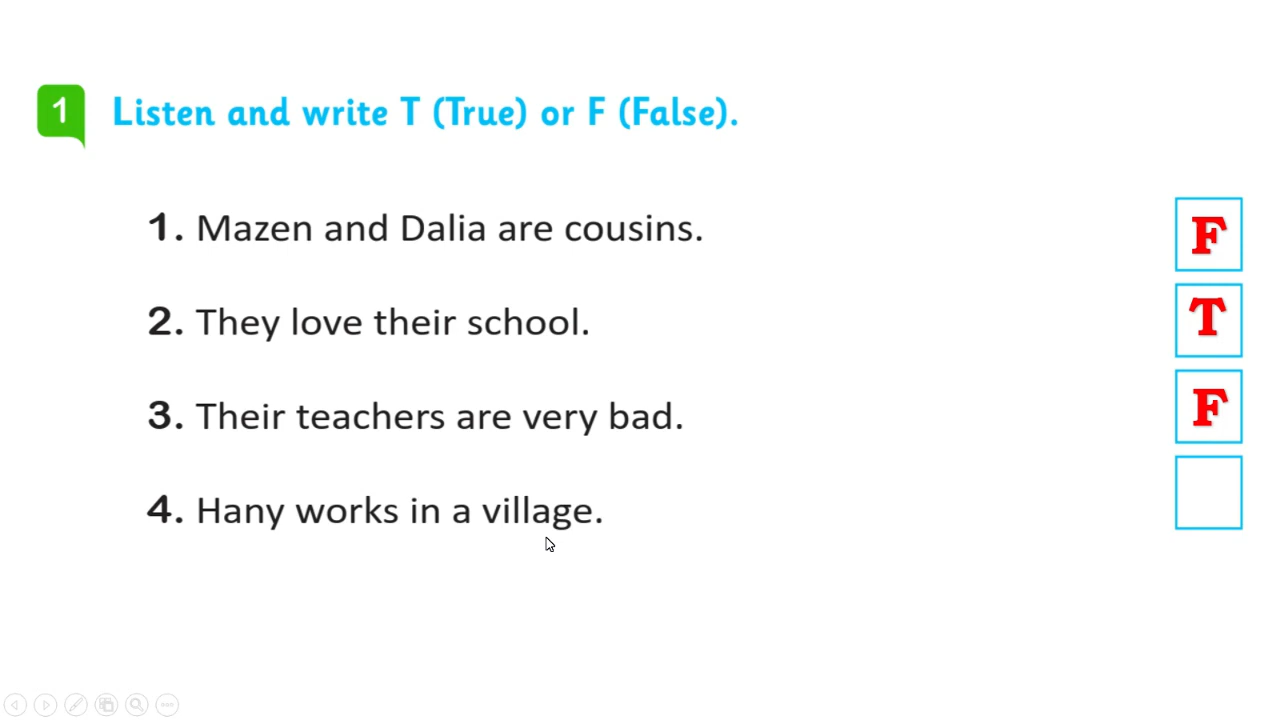 1 Listen and write T (True) or F (False).
1. Mazen and Dalia are cousins. F
2. They love their school. T
3. Their teachers are very bad. F
4. Hany works in a village.